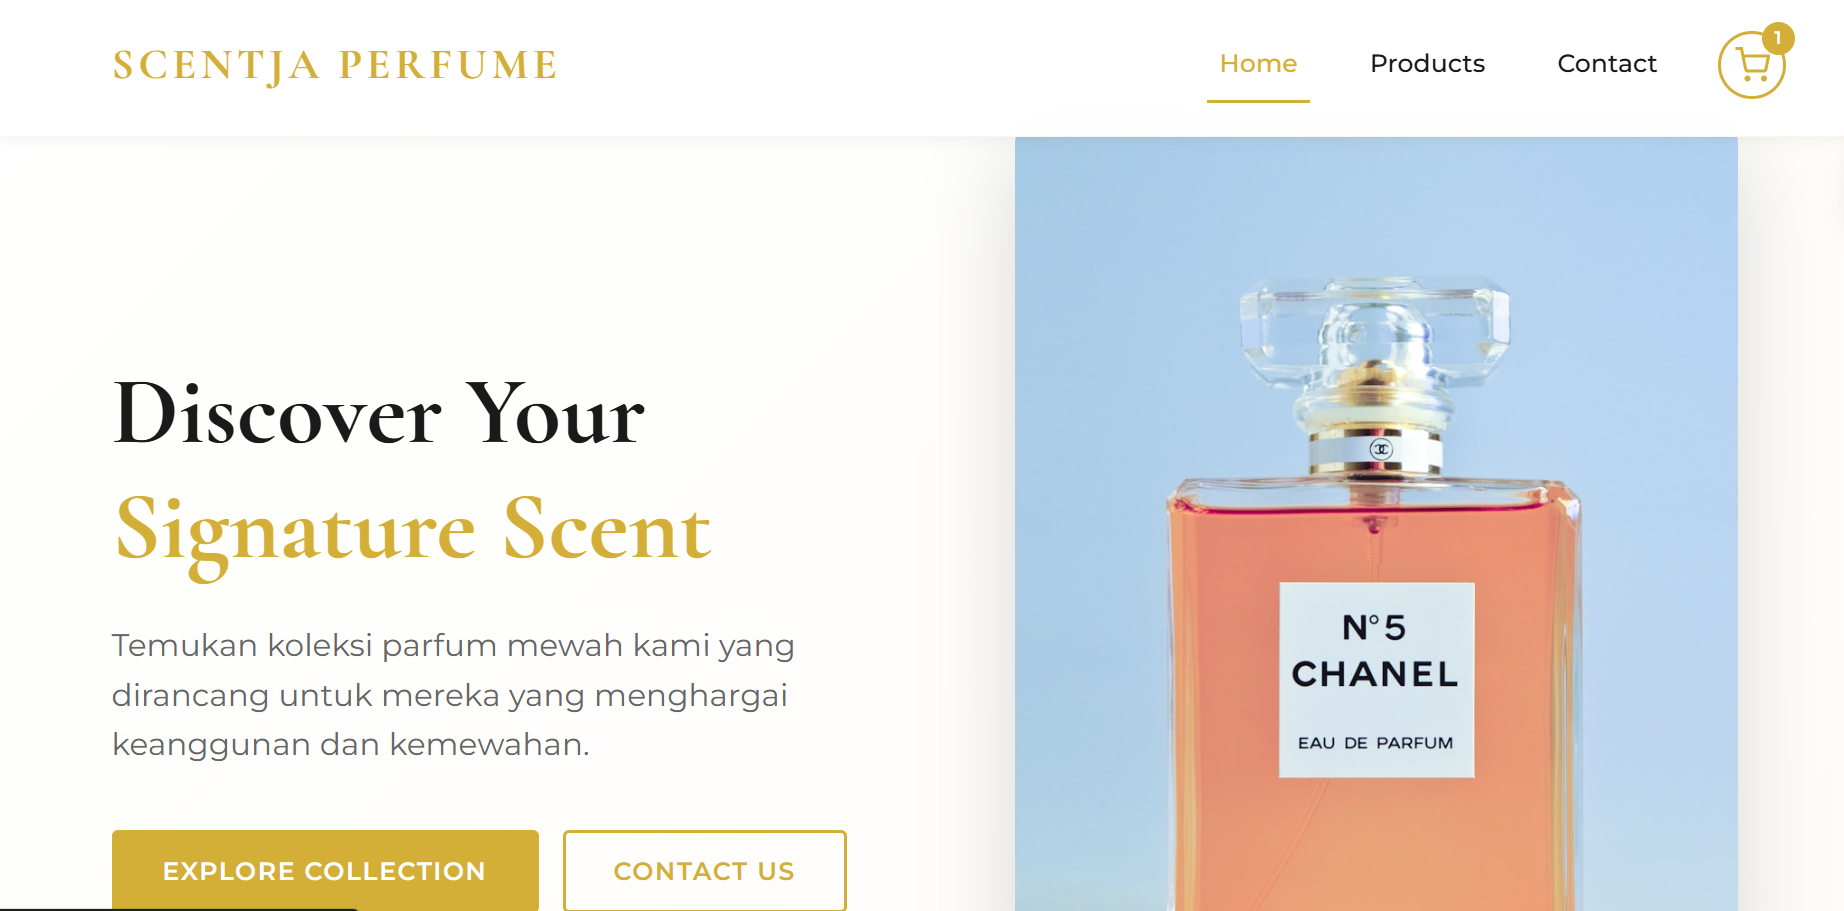 SCENTJA PERFUME
Home Products Contact 1
Discover Your
Signature Scent
Temukan koleksi parfum mewah kami yang
dirancang untuk mereka yang menghargai
keanggunan dan kemewahan.
EXPLORE COLLECTION CONTACT US
N°5
CHANEL
EAU DE PARFUM